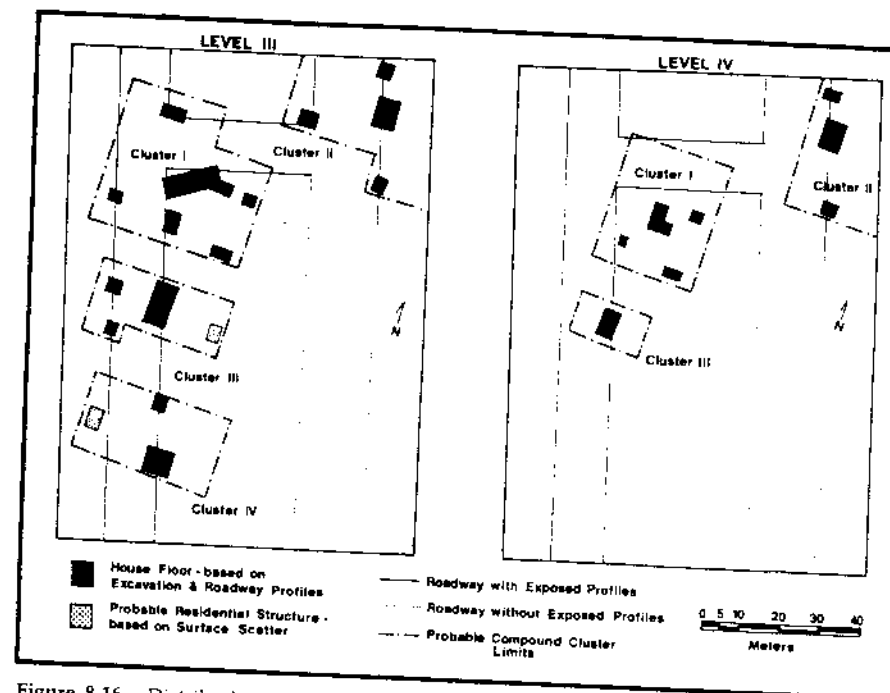 LEVEL III
LEVEL IV
Cluster I
Cluster II
Cluster III
Cluster IV
N
Cluster I
Cluster II
Cluster III
N
House Floor - based on
Excavation & Roadway Profiles
Probable Residential Structure -
based on Surface Scatter
Roadway with Exposed Profiles
Roadway without Exposed Profiles
Probable Compound Cluster
Limits
0 5 10 20 30 40
Meters
Figure 8.16